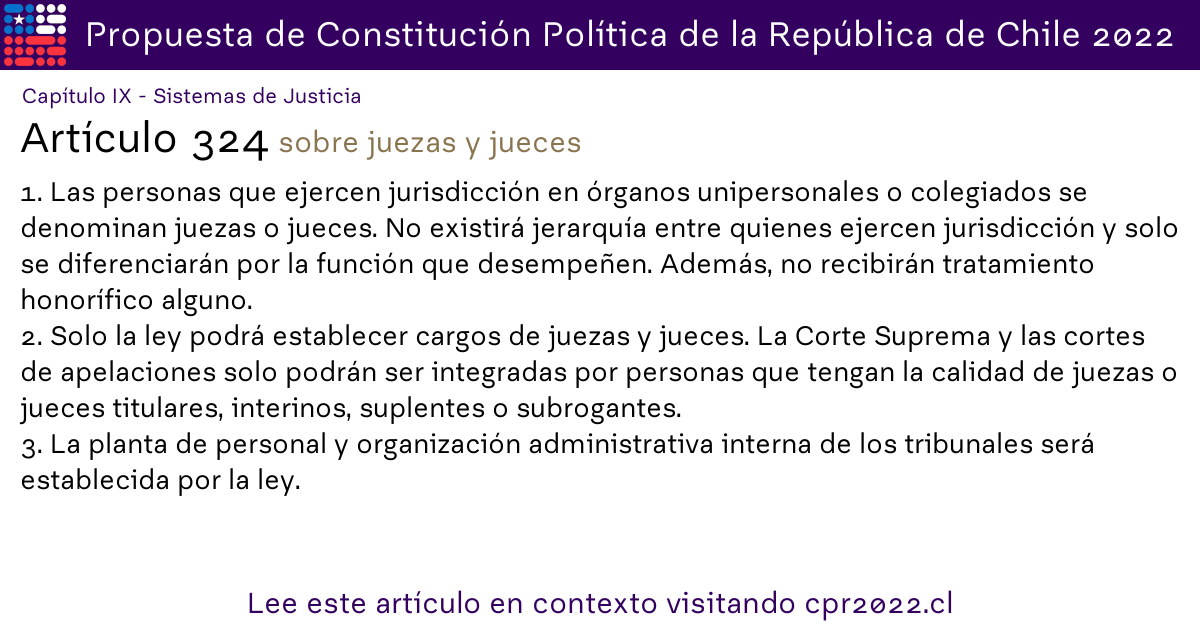 Propuesta de Constitución Política de la República de Chile 2022
Capítulo IX - Sistemas de Justicia
Artículo 324 sobre juezas y jueces
1. Las personas que ejercen jurisdicción en órganos unipersonales o colegiados se
denominan juezas o jueces. No existirá jerarquía entre quienes ejercen jurisdicción y solo
se diferenciarán por la función que desempeñen. Además, no recibirán tratamiento
honorífico alguno.
2. Solo la ley podrá establecer cargos de juezas y jueces. La Corte Suprema y las cortes
de apelaciones solo podrán ser integradas por personas que tengan la calidad de juezas o
jueces titulares, interinos, suplentes o subrogantes.
3. La planta de personal y organización administrativa interna de los tribunales será
establecida por la ley.
Lee este artículo en contexto visitando cpr2022.cl